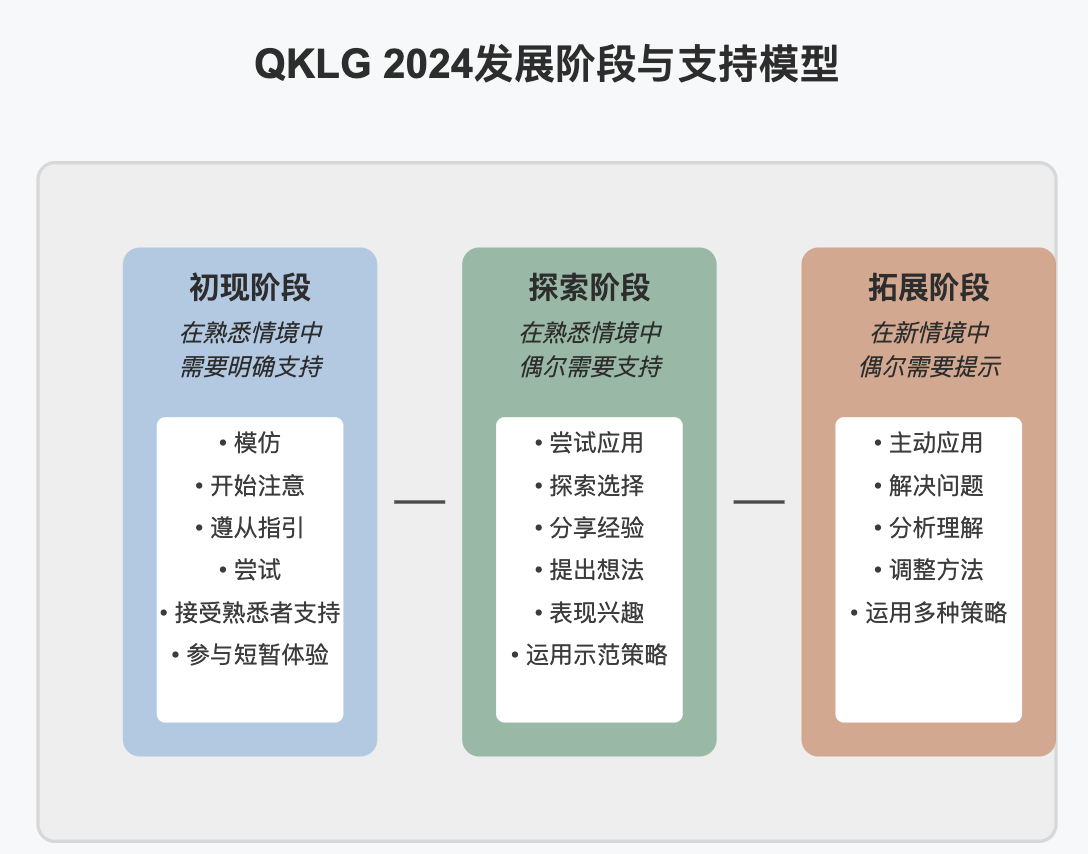 QKLG 2024发展阶段与支持模型
初现阶段
在熟悉情境中
需要明确支持
• 模仿
• 开始注意
• 遵从指引
• 尝试
• 接受熟悉者支持
• 参与短暂体验
探索阶段
在熟悉情境中
偶尔需要支持
• 尝试应用
• 探索选择
• 分享经验
• 提出想法
• 表现兴趣
• 运用示范策略
拓展阶段
在新情境中
偶尔需要提示
• 主动应用
• 解决问题
• 分析理解
• 调整方法
• 运用多种策略